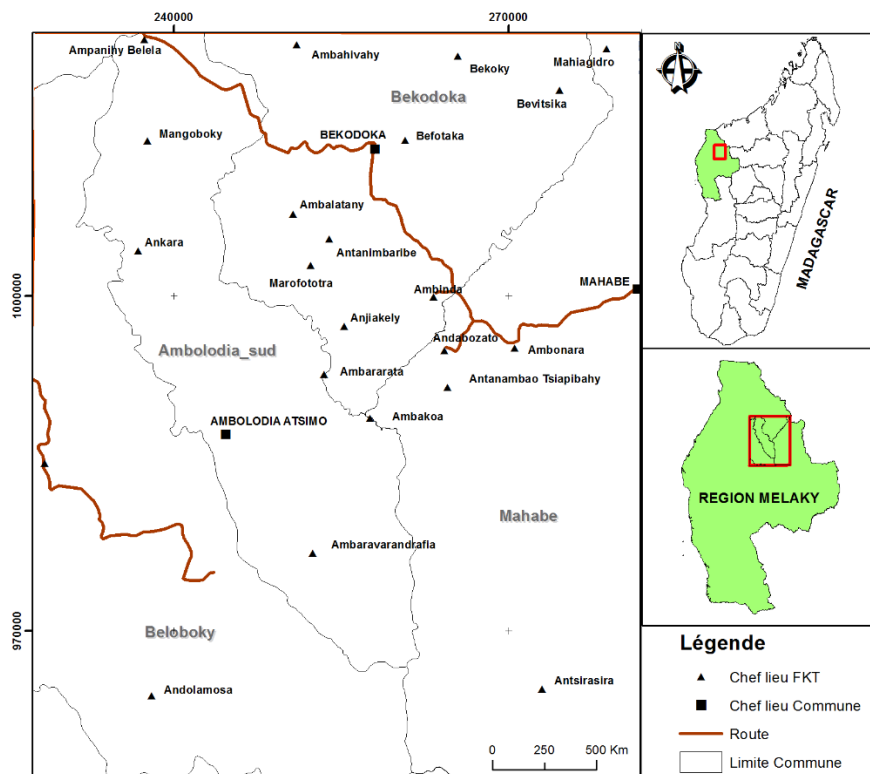 240000
270000
Ampaniny Belela
Ambahivahy
Bekoky
Mahiagidro
Bekodoka
Bevitsika
Mangoboky
BEKODOKA
Befotaka
Ambalatany
Ankara
Antanimbaribe
Marofototra
MAHABE
Ambinda
1000000
Anjiakely
Andabozato
Ambolodia_sud
Ambonara
Ambararata
Antanambao Tsiapibahy
AMBOLODIA ATSIMO
Ambakoa
Mahabe
Ambaravarandrafia
970000
Beloboky
Andolamosa
Antsirasira
0 250 500 Km
N
MADAGASCAR
REGION MELAKY
Légende
Chef lieu FKT
Chef lieu Commune
Route
Limite Commune